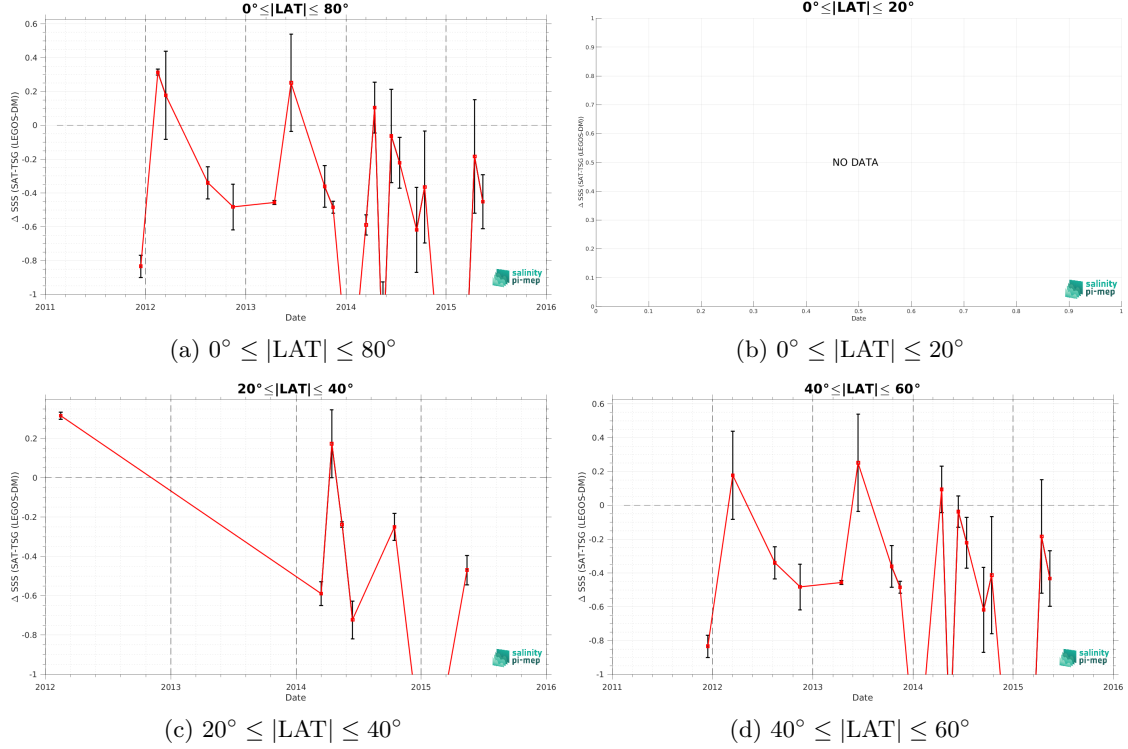 0°≤|LAT|≤ 80°
Δ SSS (SAT-TSG (LEGOS-DM))
0.6
0.4
0.2
0
-0.2
-0.4
-0.6
-0.8
-1
2011 2012 2013 2014 2015 2016
Date
salinity
pi-mep
(a) 0° ≤ |LAT| ≤ 80°
0°≤|LAT|≤ 20°
Δ SSS (SAT-TSG (LEGOS-DM))
1
0.9
0.8
0.7
0.6
0.5
0.4
0.3
0.2
0.1
0
NO DATA
0 0.1 0.2 0.3 0.4 0.5 0.6 0.7 0.8 0.9 1
Date
salinity
pi-mep
(b) 0° ≤ |LAT| ≤ 20°
20°≤|LAT|≤ 40°
Δ SSS (SAT-TSG (LEGOS-DM))
0.2
0
-0.2
-0.4
-0.6
-0.8
-1
2012 2013 2014 2015 2016
Date
salinity
pi-mep
(c) 20° ≤ |LAT| ≤ 40°
40°≤|LAT|≤ 60°
Δ SSS (SAT-TSG (LEGOS-DM))
0.6
0.4
0.2
0
-0.2
-0.4
-0.6
-0.8
-1
2011 2012 2013 2014 2015 2016
Date
salinity
pi-mep
(d) 40° ≤ |LAT| ≤ 60°